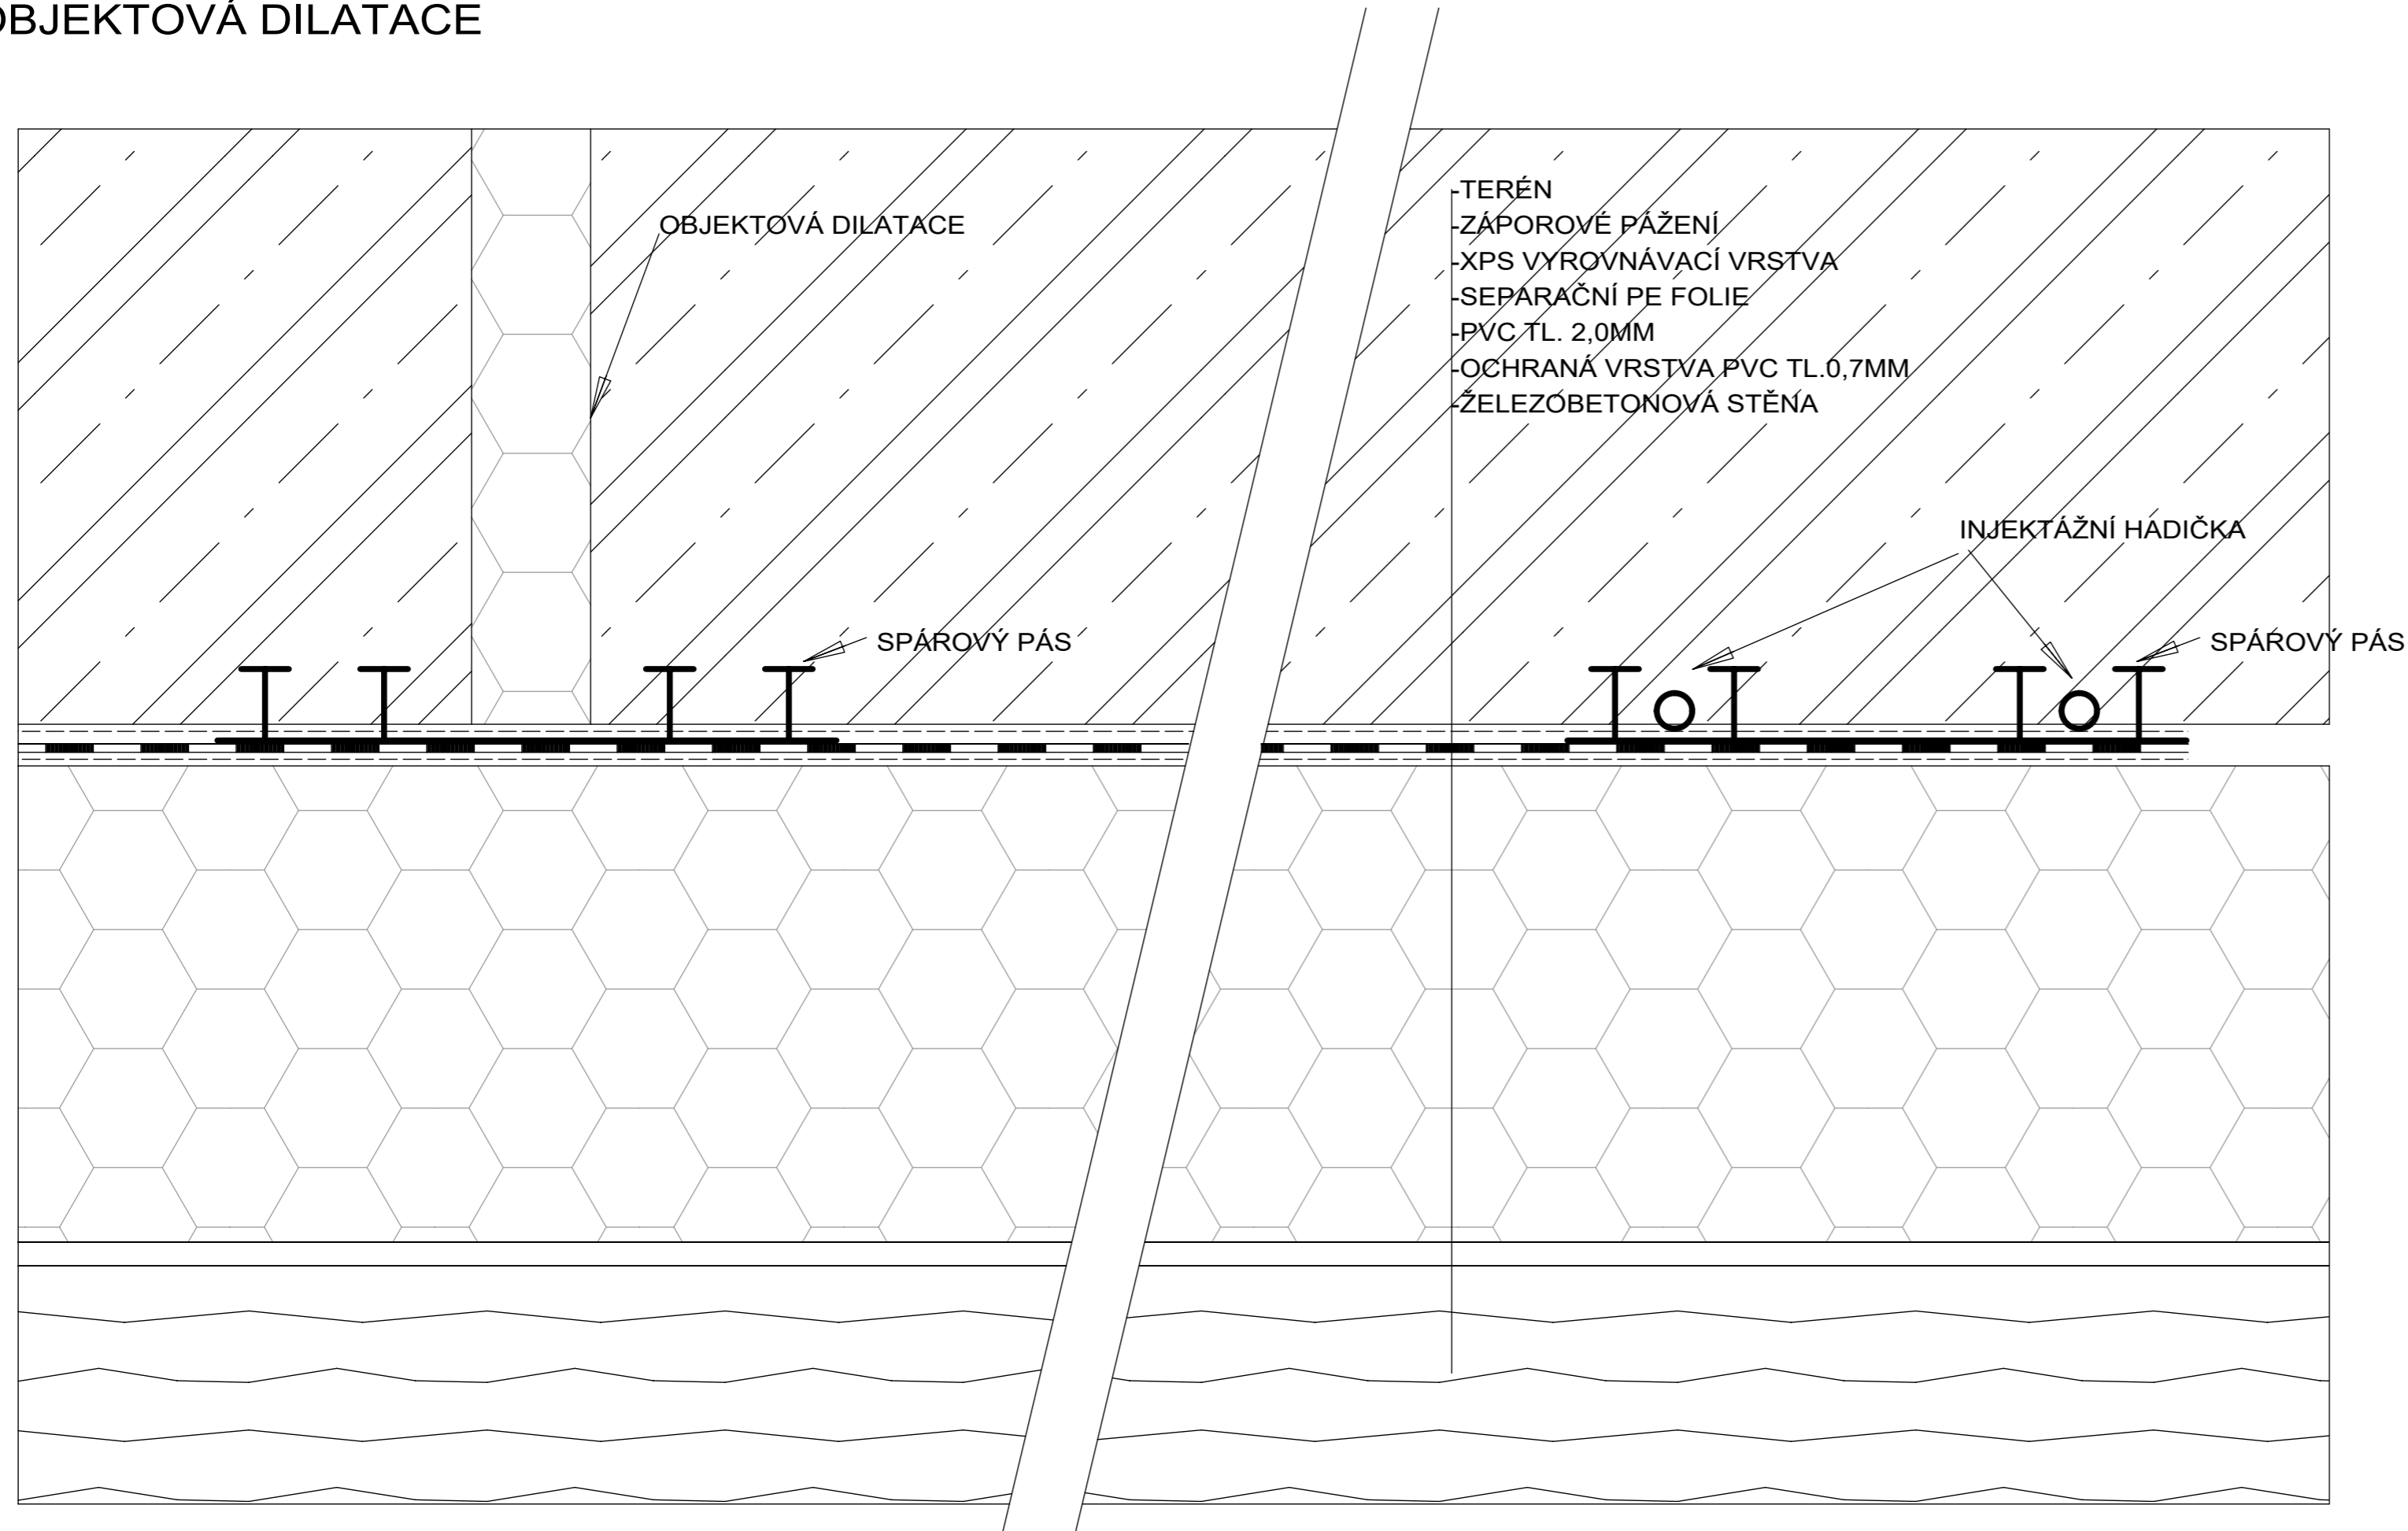 OBJEKTOVÁ DILATACE
-TERÉN
OBJEKTOVÁ DILATACE
-ZÁPOROVÉ PÁŽENÍ
-XPS VYROVNÁVACÍ VRSTVA
-SEPARAČNÍ PE FOLIE
-PVC TL. 2,0MM
-OCHRANÁ VRSTVA PVC TL.0,7MM
-ŽELEZOBETONOVÁ STĚNA
INJEKTÁŽNÍ HADIČKA
SPÁROVÝ PÁS
SPÁROVÝ PÁS